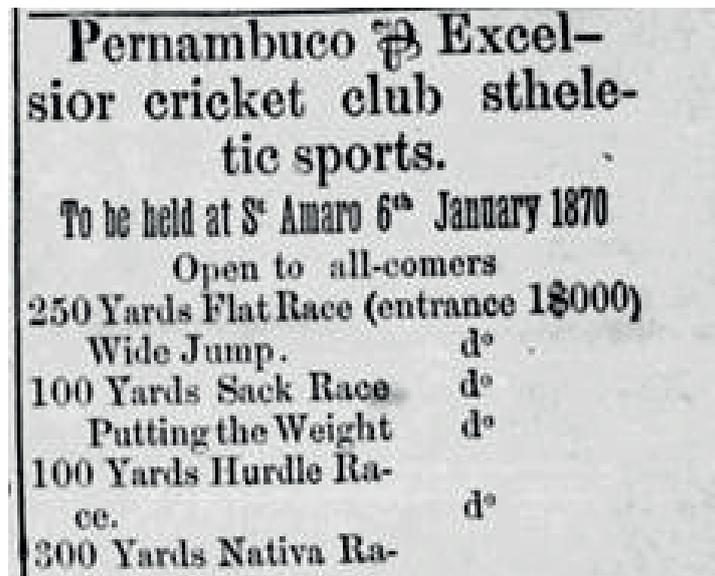 Pernambuco & Excel-
sior cricket club sthele-
tic sports.
To be held at St Amaro 6th January 1870
Open to all-comers
250 Yards Flat Race (entrance 1$000)
Wide Jump. do
100 Yards Sack Race do
Putting the Weight do
100 Yards Hurdle Ra-
ce. do
300 Yards Nativa Ra-